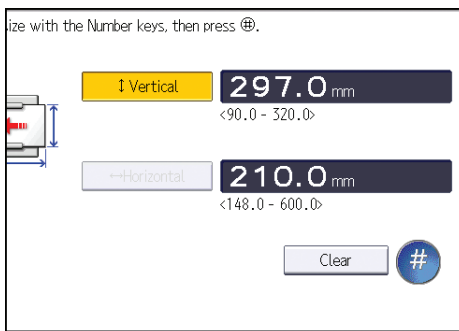 ize with the Number keys, then press #.
↕ Vertical 297.0 mm
<90.0 - 320.0>
↔Horizontal 210.0 mm
<148.0 - 600.0>
Clear #